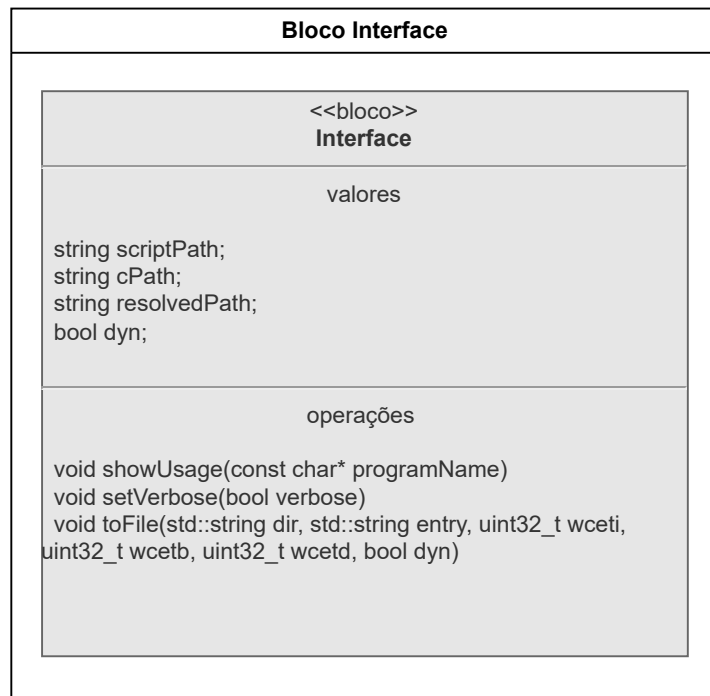 Bloco Interface
<<bloco>>
Interface
valores
string scriptPath;
string cPath;
string resolvedPath;
bool dyn;
operações
void showUsage(const char* programName)
void setVerbose(bool verbose)
void toFile(std::string dir, std::string entry, uint32_t wceti,
uint32_t wcetb, uint32_t wcetd, bool dyn)